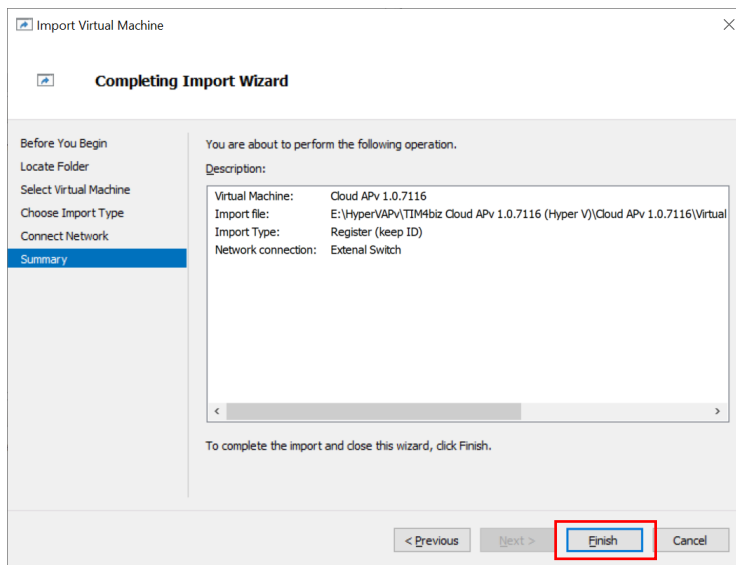 Import Virtual Machine
Completing Import Wizard
Before You Begin
Locate Folder
Select Virtual Machine
Choose Import Type
Connect Network
Summary
You are about to perform the following operation.
Description:
Virtual Machine: Cloud APv 1.0.7116
Import file: E:\HyperVAPv\TIM4biz Cloud APv 1.0.7116 (Hyper V)\Cloud APv 1.0.7116\Virtual
Import Type: Register (keep ID)
Network connection: Extenal Switch
To complete the import and close this wizard, click Finish.
< Previous Next > Finish Cancel